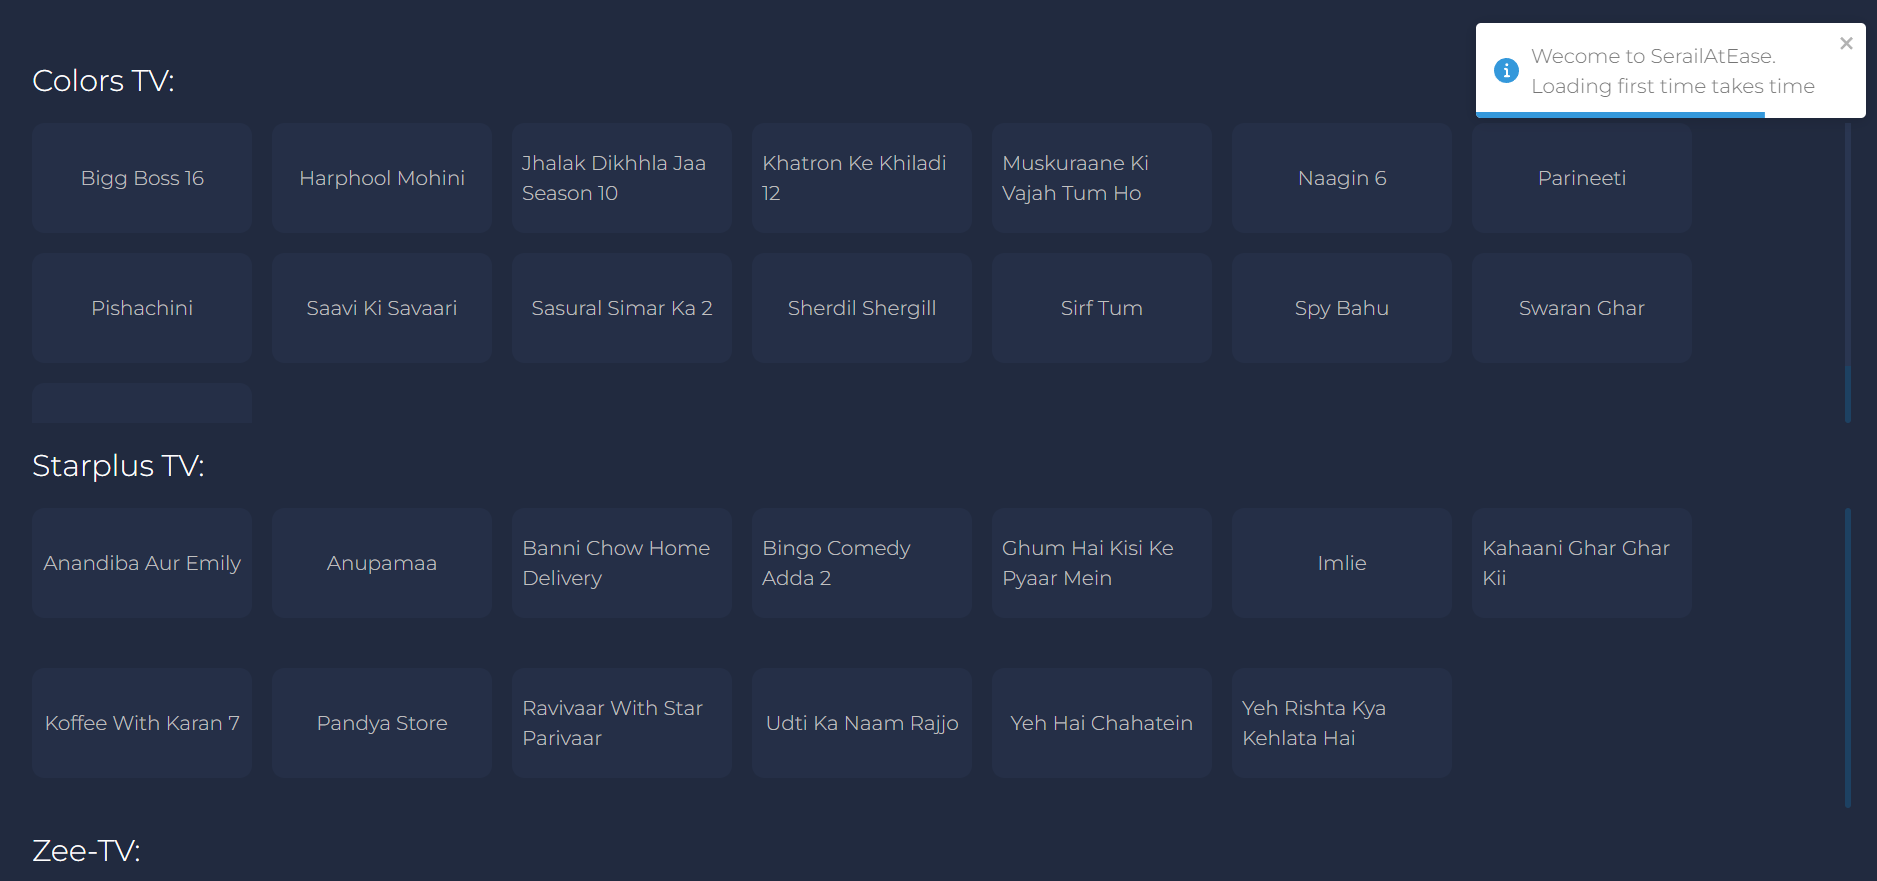 Wecome to SerailAtEase.
Loading first time takes time
Colors TV:
Bigg Boss 16
Harphool Mohini
Jhalak Dikhhla Jaa
Season 10
Khatron Ke Khiladi
12
Muskuraane Ki
Vajah Tum Ho
Naagin 6
Parineeti
Pishachini
Saavi Ki Savaari
Sasural Simar Ka 2
Sherdil Shergill
Sirf Tum
Spy Bahu
Swaran Ghar
Starplus TV:
Anandiba Aur Emily
Anupamaa
Banni Chow Home
Delivery
Bingo Comedy
Adda 2
Ghum Hai Kisi Ke
Pyaar Mein
Imlie
Kahaani Ghar Ghar
Kii
Koffee With Karan 7
Pandya Store
Ravivaar With Star
Parivaar
Udti Ka Naam Rajjo
Yeh Hai Chahatein
Yeh Rishta Kya
Kehlata Hai
Zee-TV: